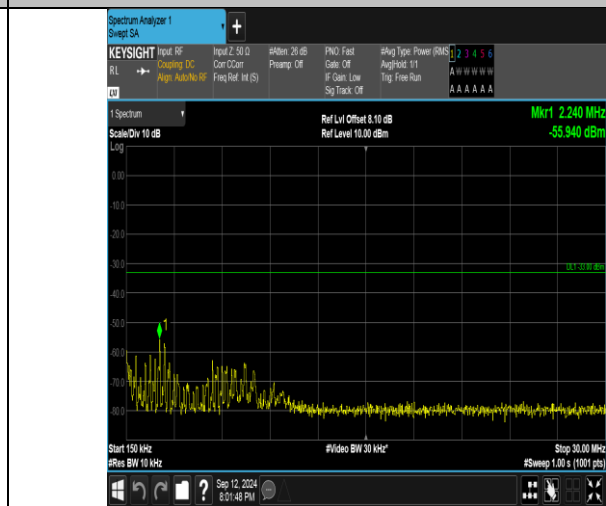 Spectrum Analyzer 1
Swept SA
+
KEYSIGHT Input: RF Input Z: 50 Ω #Atten: 26 dB PNO: Fast #Avg Type: Power (RMS 1 2 3 4 5 6
RL Coupling: DC Corr CCorr Preamp: Off Gate: Off Avg|Hold: 1/1 A W W W W W
Align: Auto/No RF Freq Ref: Int (S) IF Gain: Low Trig: Free Run
LXI Sig Track: Off A A A A A A
1 Spectrum Ref Lvl Offset 8.10 dB Mkr1 2.240 MHz
Scale/Div 10 dB Ref Level 10.00 dBm -55.940 dBm
Log
0.00
-10.0
-20.0
-30.0
DL1 -33.00 dBm
-40.0
-50.0
1
-60.0
-70.0
-80.0
Start 150 kHz #Video BW 30 kHz* Stop 30.00 MHz
#Res BW 10 kHz #Sweep 1.00 s (1001 pts)
? Sep 12, 2024
8:01:48 PM